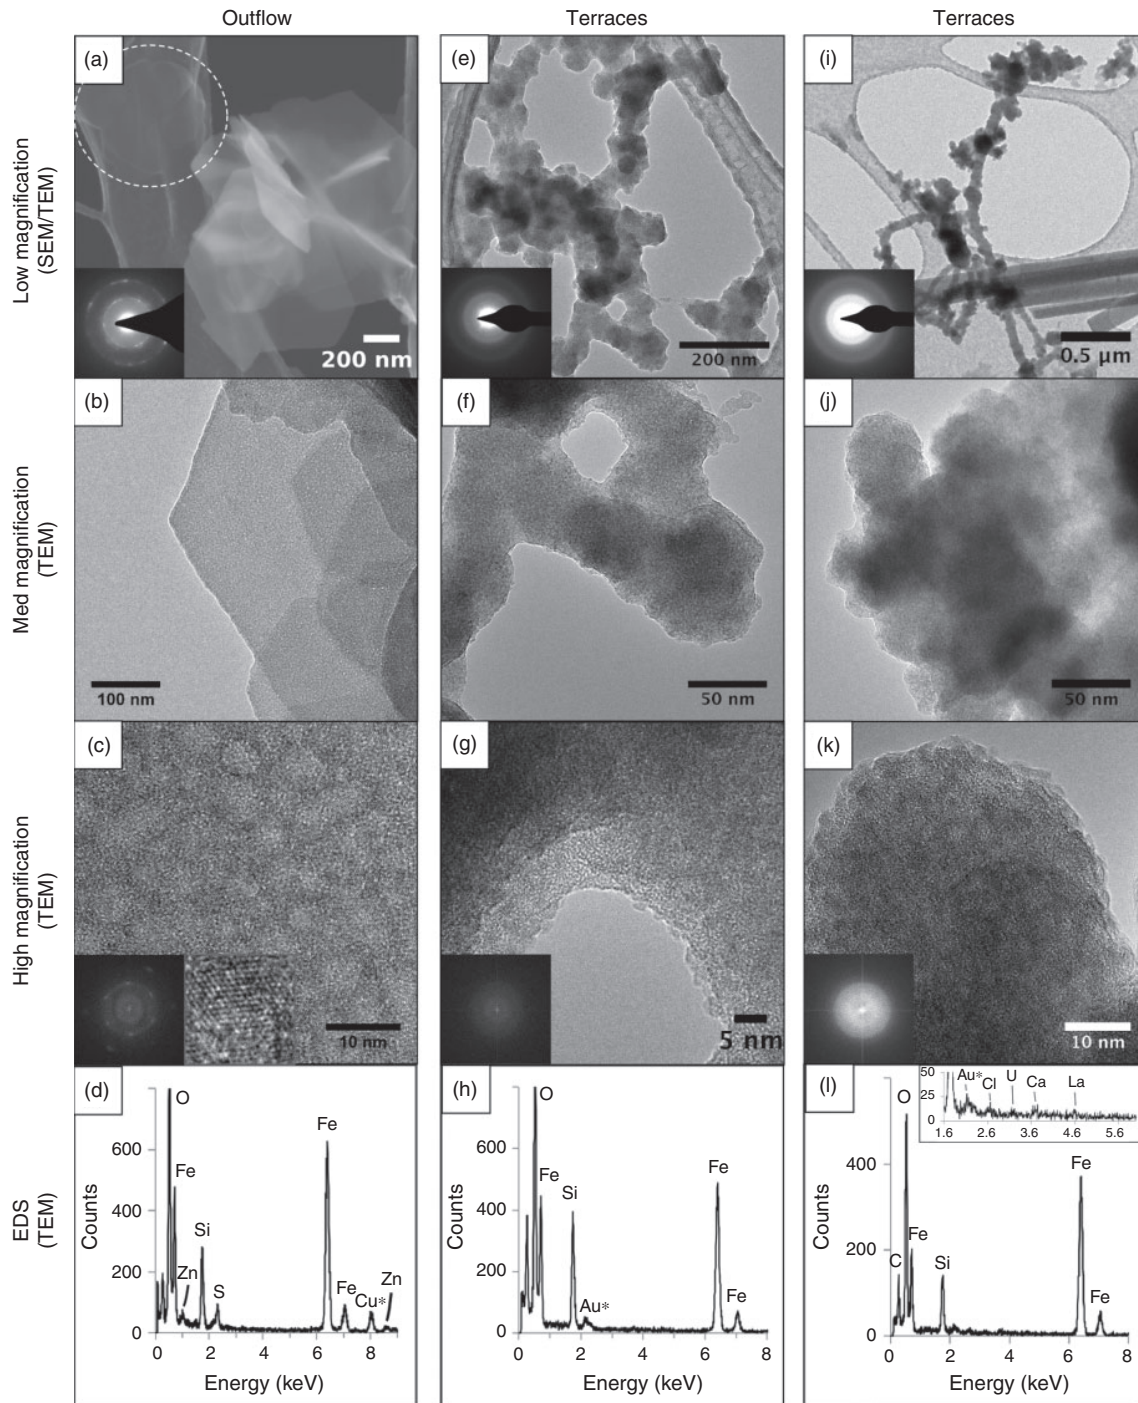 Outflow
Terraces
Terraces
Low magnification
(SEM/TEM)
(a)
200 nm
(e)
200 nm
(i)
0.5 µm
Med magnification
(TEM)
(b)
100 nm
(f)
50 nm
(j)
50 nm
High magnification
(TEM)
(c)
10 nm
(g)
5 nm
(k)
10 nm
EDS
(TEM)
(d)
Counts
600
400
200
0
O
Fe
Zn
Si
S
Fe
Fe
Cu*
Zn
0 2 4 6 8
Energy (keV)
(h)
Counts
600
400
200
0
O
Fe
Si
Au*
Fe
Fe
0 2 4 6 8
Energy (keV)
(l)
Counts
400
200
0
O
C
Fe
Si
Fe
Fe
50
25
0
Au*
Cl
U
Ca
La
1.6 2.6 3.6 4.6 5.6
0 2 4 6 8
Energy (keV)